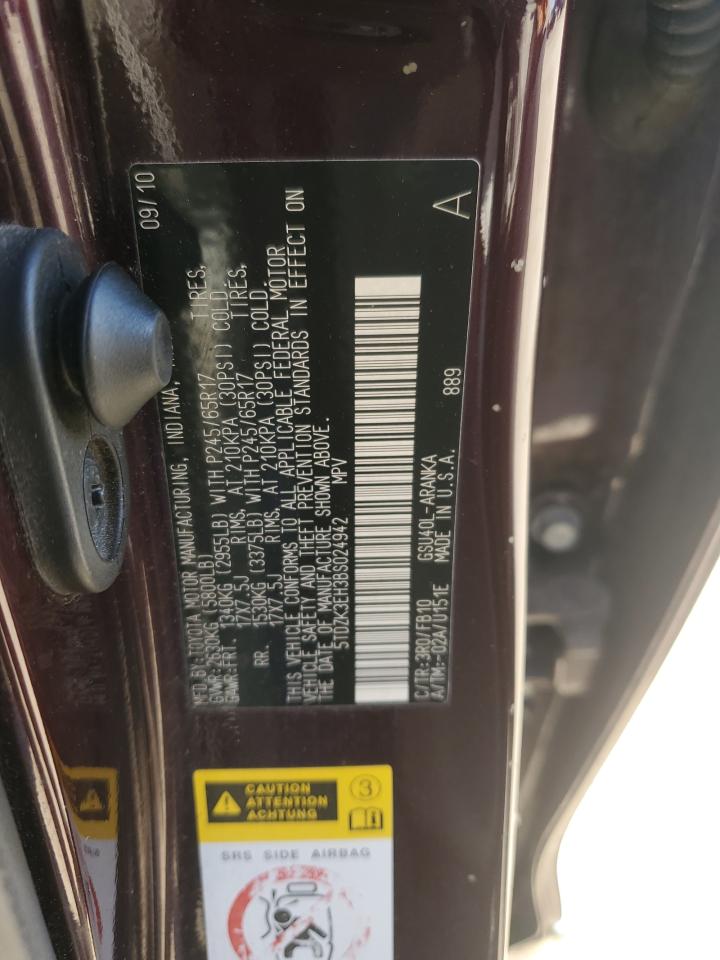 09/10
MFD.BY:TOYOTA MOTOR MANUFACTURING, INDIANA,
GVWR:2630KG (5800LB)
GAWR:FRT. 1340KG (2955LB) WITH P245/65R17 TIRES,
17X7.5J RIMS, AT 210KPA (30PSI) COLD.
RR. 1530KG (3375LB) WITH P245/65R17 TIRES,
17X7.5J RIMS, AT 210KPA (30PSI) COLD.
THIS VEHICLE CONFORMS TO ALL APPLICABLE FEDERAL MOTOR
VEHICLE SAFETY AND THEFT PREVENTION STANDARDS IN EFFECT ON
THE DATE OF MANUFACTURE SHOWN ABOVE.
5TDZK3EH3BS024942 MPV
A
C/TR:3R0/FB10 GSU40L-ARANKA
A/TM:-02A/UT51E MADE IN U.S.A. 889
CAUTION
ATTENTION
ACHTUNG
3
SRS SIDE AIRBAG